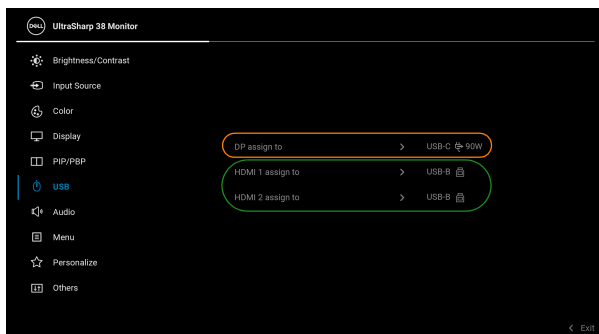 DELL UltraSharp 38 Monitor
Brightness/Contrast
Input Source
Color
Display
DP assign to > USB-C 90W
PIP/PBP
HDMI 1 assign to > USB-B
USB
HDMI 2 assign to > USB-B
Audio
Menu
Personalize
Others
< Exit